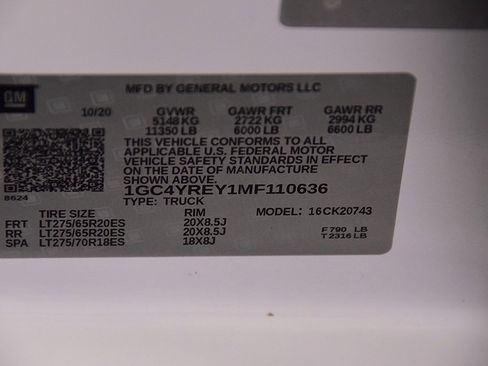 GM
MFD BY GENERAL MOTORS LLC
10/20 GVWR GAWR FRT GAWR RR
5148 KG 2722 KG 2994 KG
11350 LB 6000 LB 6600 LB
THIS VEHICLE CONFORMS TO ALL
APPLICABLE U.S. FEDERAL MOTOR
VEHICLE SAFETY STANDARDS IN EFFECT
ON THE DATE OF MANUFACTURE
SHOWN ABOVE.
8624
1GC4YREY1MF110636
TYPE: TRUCK
TIRE SIZE RIM MODEL: 16CK20743
FRT LT275/65R20ES 20X8.5J
RR LT275/65R20ES 20X8.5J F 790 LB
SPA LT275/70R18ES 18X8J T 2316 LB